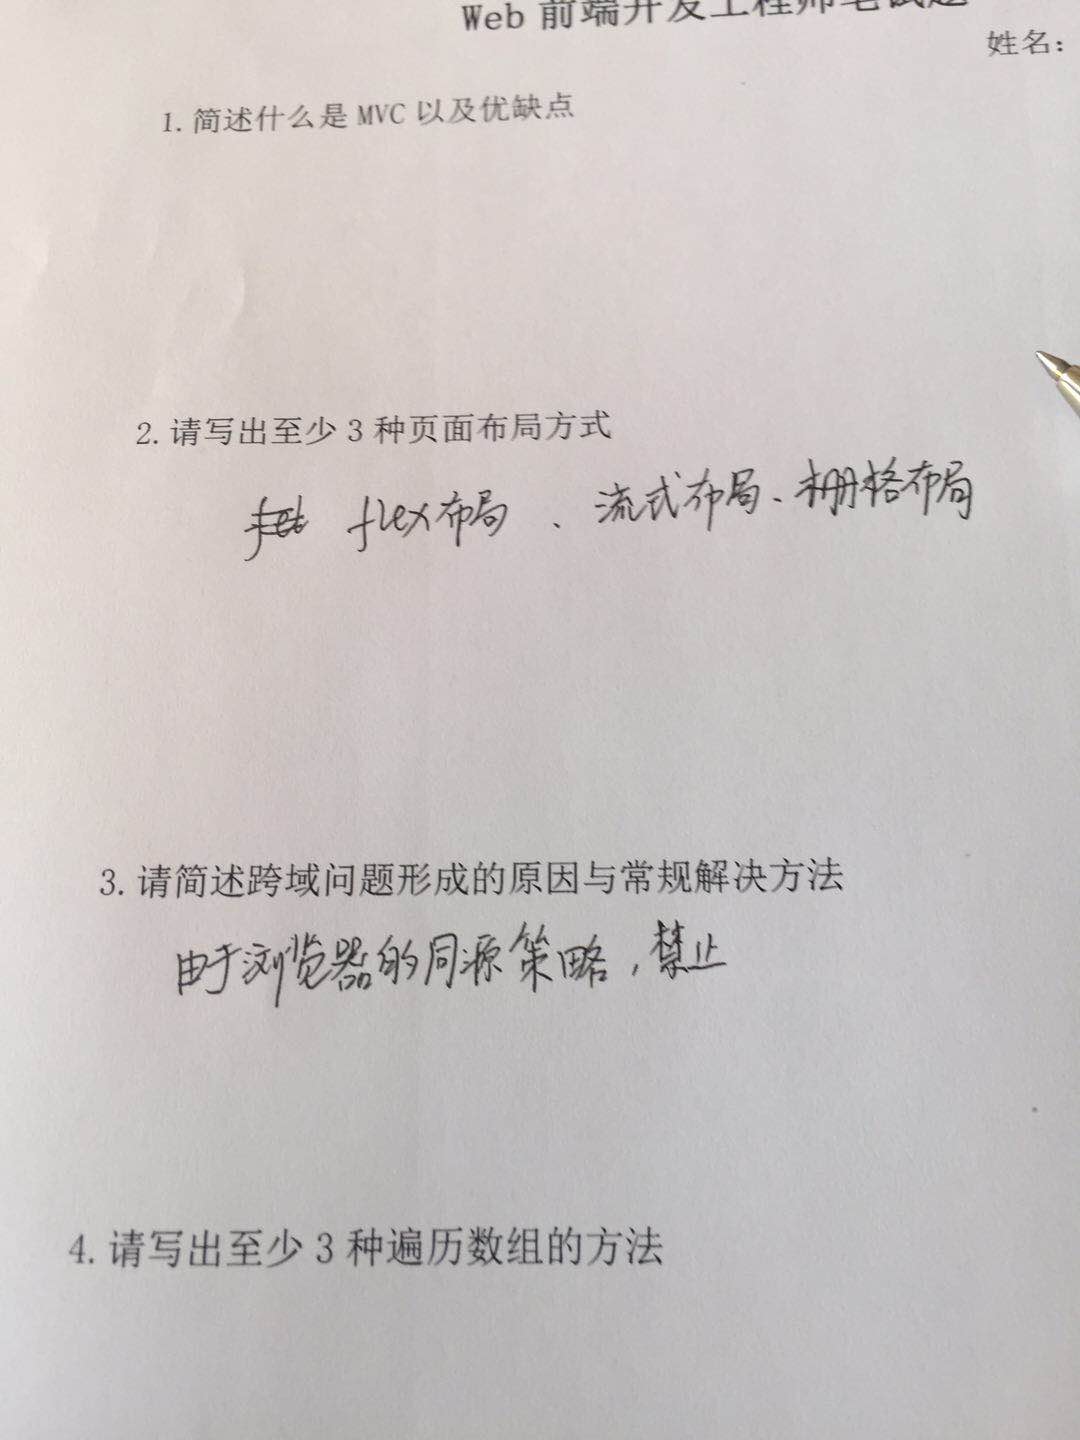 Web 前端开发工程师笔试题
姓名:
1. 简述什么是 MVC 以及优缺点
2. 请写出至少 3 种页面布局方式
flex布局、流式布局、栅格布局
3. 请简述跨域问题形成的原因与常规解决方法
由于浏览器的同源策略,禁止
4. 请写出至少 3 种遍历数组的方法